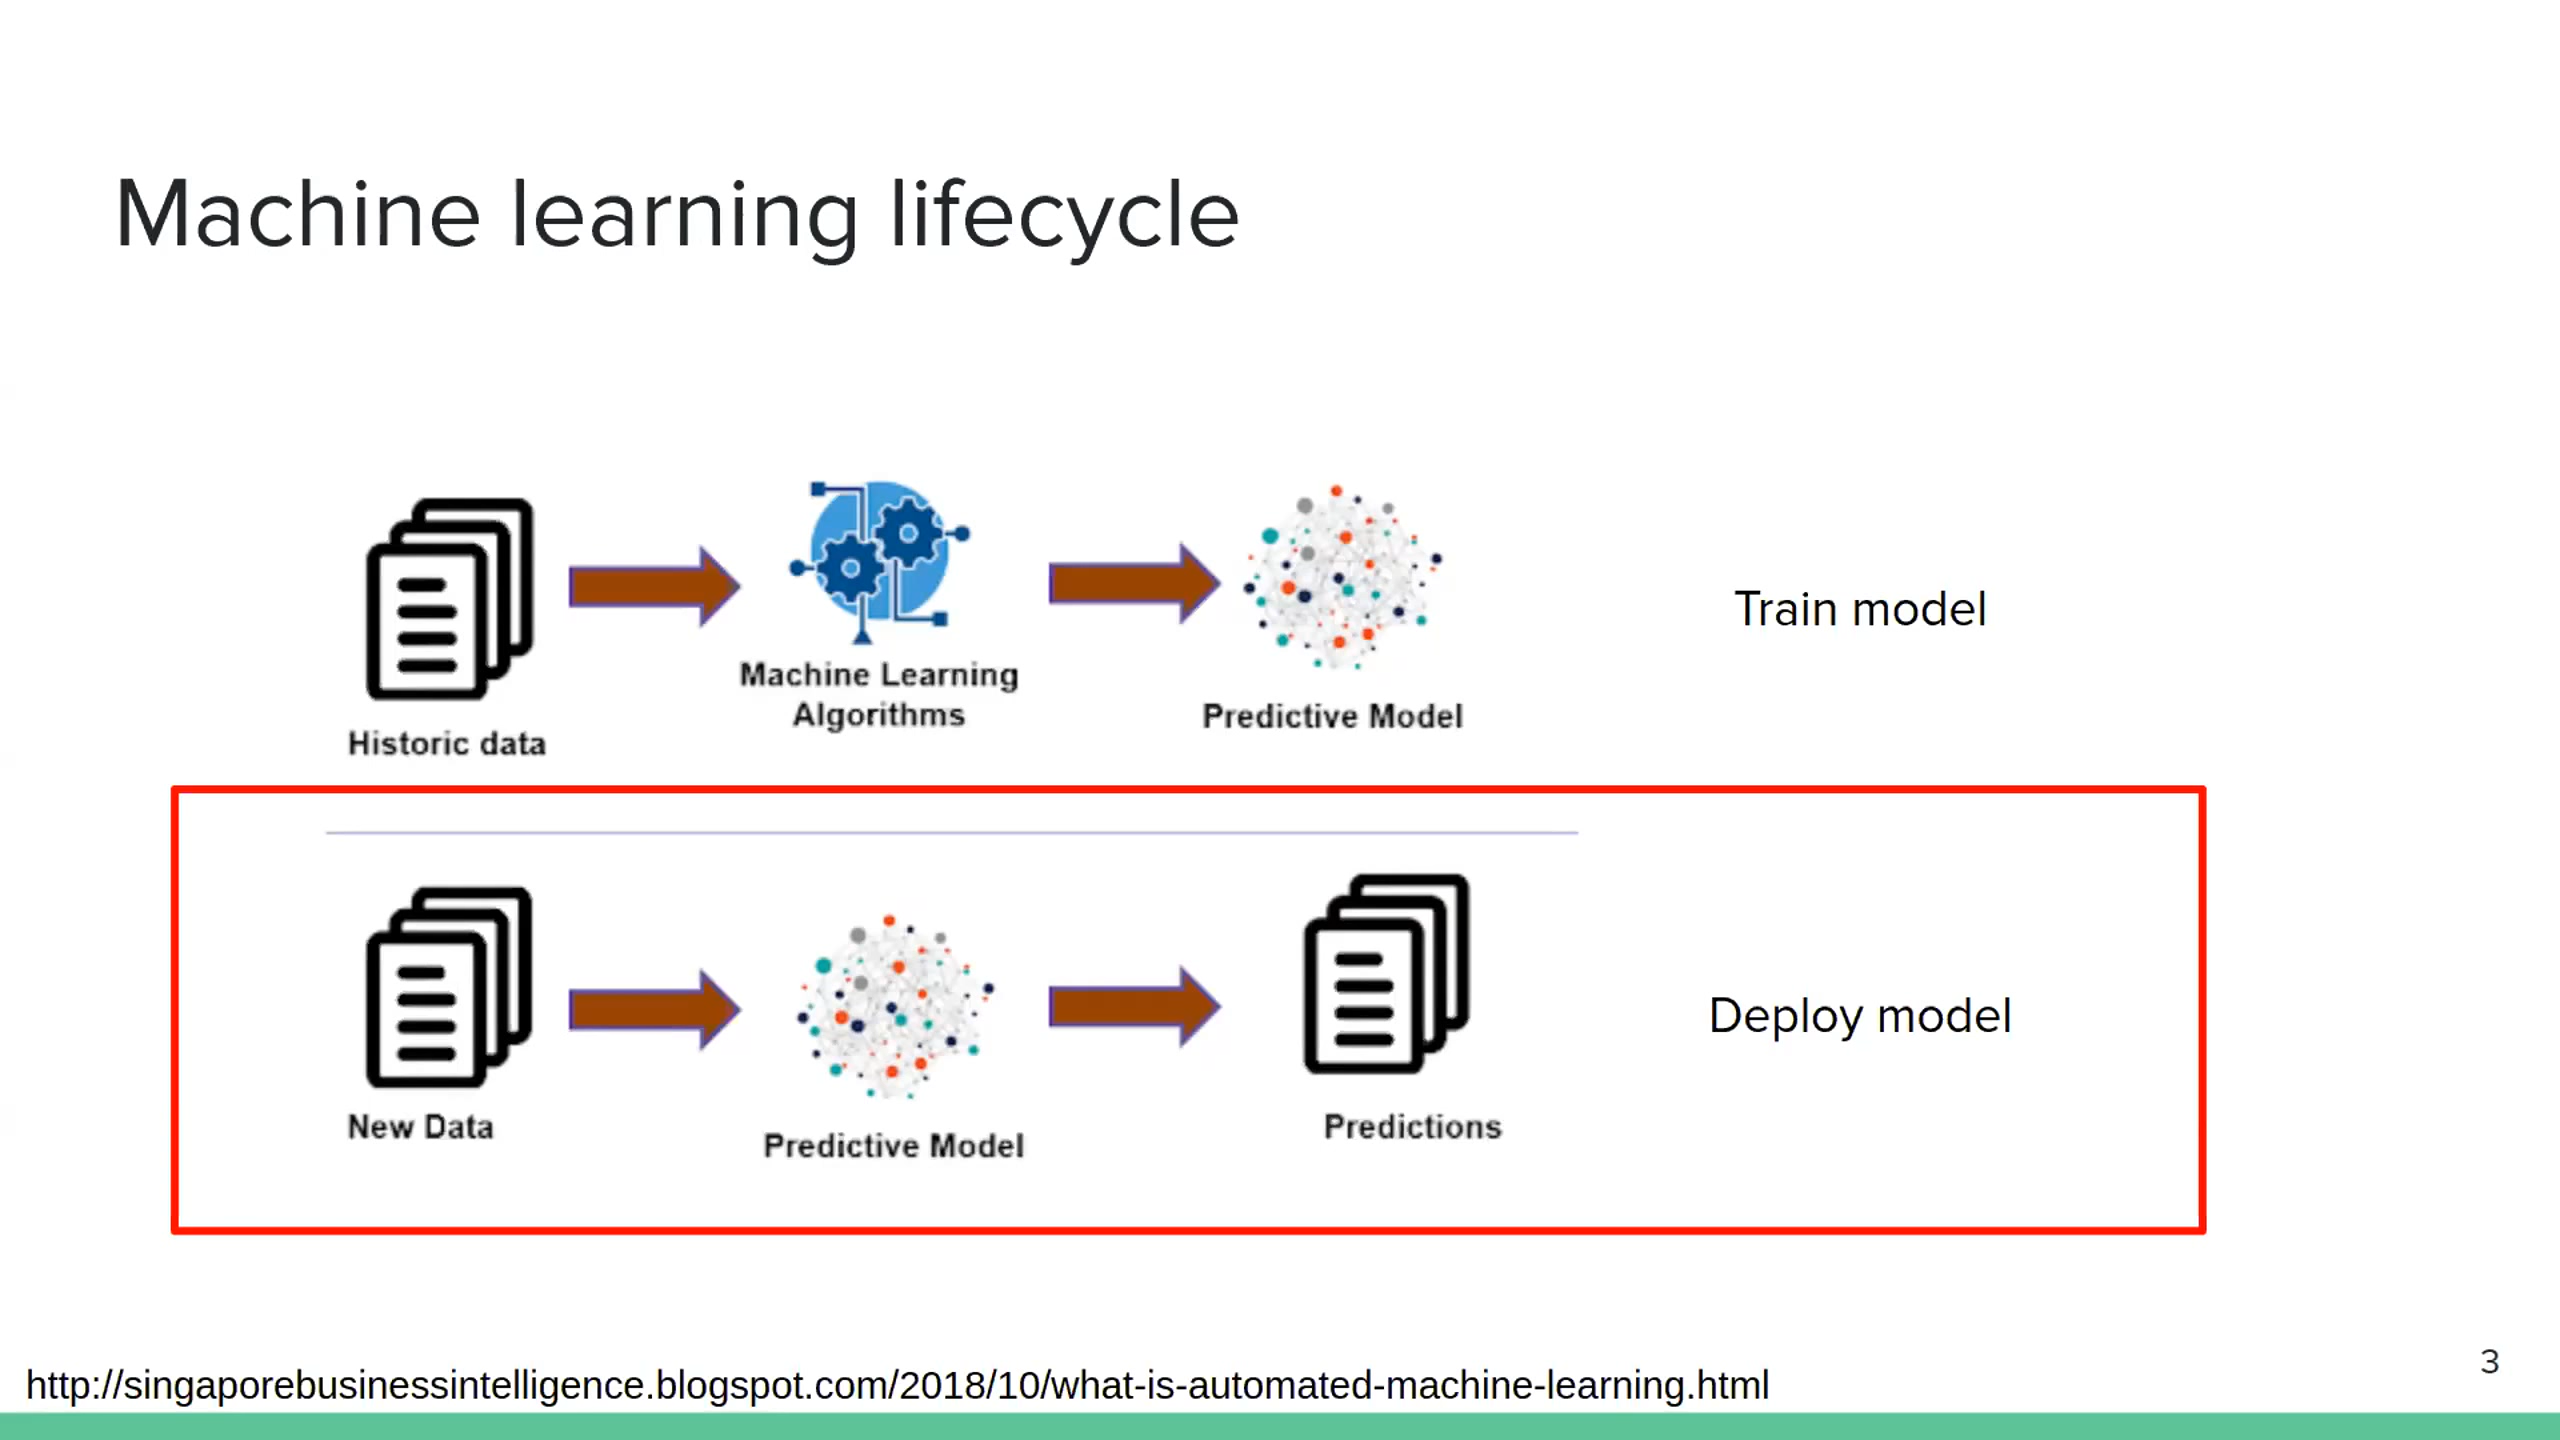 Machine learning lifecycle
Historic data
Machine Learning
Algorithms
Predictive Model
Train model
New Data
Predictive Model
Predictions
Deploy model
http://singaporebusinessintelligence.blogspot.com/2018/10/what-is-automated-machine-learning.html
3